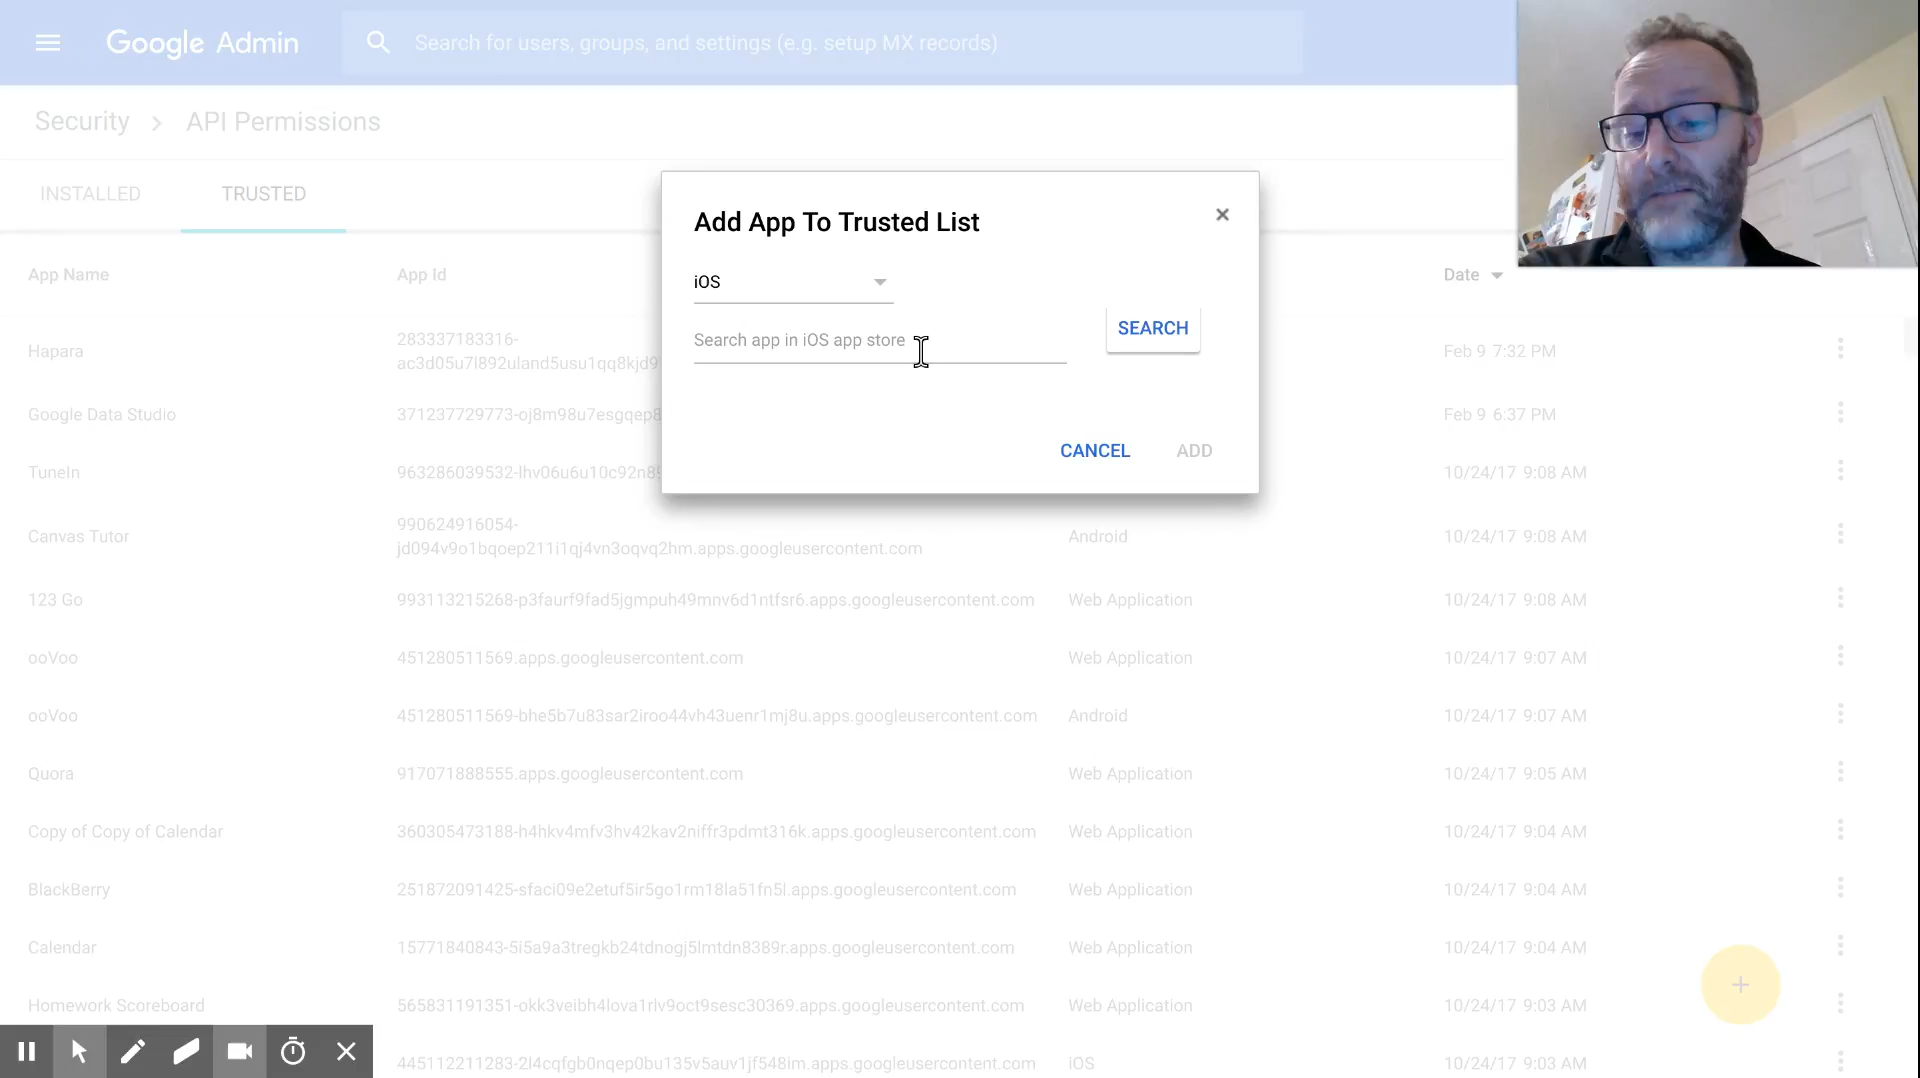 Google Admin
Search for users, groups, and settings (e.g. setup MX records)
Security > API Permissions
INSTALLED
TRUSTED
Add App To Trusted List
×
iOS
Search app in iOS app store
SEARCH
CANCEL
ADD
App Name
App Id
Date
Hapara
283337183316-
ac3d05u7l892uland5usu1qq8kjd9
Feb 9 7:32 PM
Google Data Studio
371237729773-oj8m98u7esgqep8
Feb 9 6:37 PM
TuneIn
963286039532-lhv06u6u10c92n8
10/24/17 9:08 AM
Canvas Tutor
990624916054-
jd094v9o1bqoep211i1qj4vn3oqvq2hm.apps.googleusercontent.com
Android
10/24/17 9:08 AM
123 Go
993113215268-p3faurf9fad5jgmpuh49mnv6d1ntfsr6.apps.googleusercontent.com
Web Application
10/24/17 9:08 AM
ooVoo
451280511569.apps.googleusercontent.com
Web Application
10/24/17 9:07 AM
ooVoo
451280511569-bhe5b7u83sar2iroo44vh43uenr1mj8u.apps.googleusercontent.com
Android
10/24/17 9:07 AM
Quora
917071888555.apps.googleusercontent.com
Web Application
10/24/17 9:05 AM
Copy of Copy of Calendar
360305473188-h4hkv4mfv3hv42kav2niffr3pdmt316k.apps.googleusercontent.com
Web Application
10/24/17 9:04 AM
BlackBerry
251872091425-sfaci09e2etuf5ir5go1rm18la51fn5l.apps.googleusercontent.com
Web Application
10/24/17 9:04 AM
Calendar
15771840843-5i5a9a3tregkb24tdnogj5lmtdn8389r.apps.googleusercontent.com
Web Application
10/24/17 9:04 AM
Homework Scoreboard
565831191351-okk3veibh4lova1rlv9oct9sesc30369.apps.googleusercontent.com
Web Application
10/24/17 9:03 AM
445112211283-2l4cqfgb0nqep0bu135v5auv1jf548im.apps.googleusercontent.com
iOS
10/24/17 9:03 AM